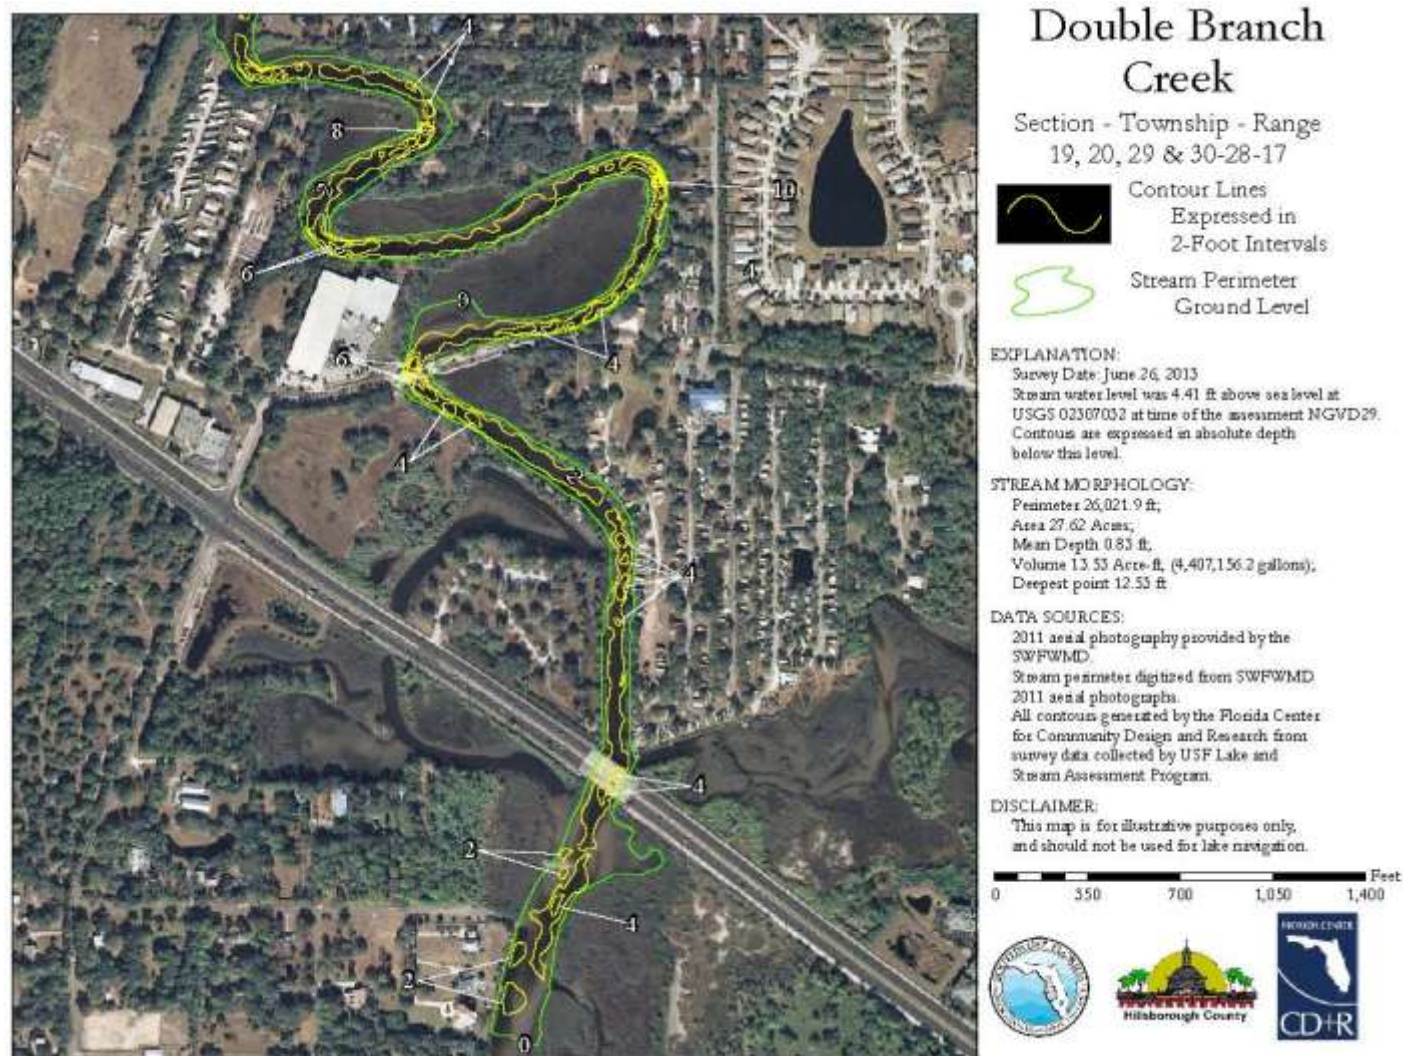 Double Branch
Creek
Section - Township - Range
19, 20, 29 & 30-28-17
Contour Lines
Expressed in
2-Foot Intervals
Stream Perimeter
Ground Level
EXPLANATION:
Survey Date: June 26, 2013
Stream water level was 4.41 ft above sea level at
USGS 02307032 at time of the assessment NGVD29.
Contours are expressed in absolute depth
below this level.
STREAM MORPHOLOGY:
Perimeter 26,021.9 ft;
Area 27.62 Acres;
Mean Depth 0.83 ft;
Volume 13.53 Acre-ft, (4,407,156.2 gallons);
Deepest point 12.53 ft
DATA SOURCES:
2011 aerial photography provided by the
SWFWMD.
Stream perimeter digitized from SWFWMD
2011 aerial photographs.
All contours generated by the Florida Center
for Community Design and Research from
survey data collected by USF Lake and
Stream Assessment Program.
DISCLAIMER:
This map is for illustrative purposes only,
and should not be used for lake navigation.
Feet
0 350 700 1,050 1,400
Hillsborough County
FLORIDA CENTER
CD+R
4
8
10
6
4
6
4
4
2
4
4
2
4
2
0